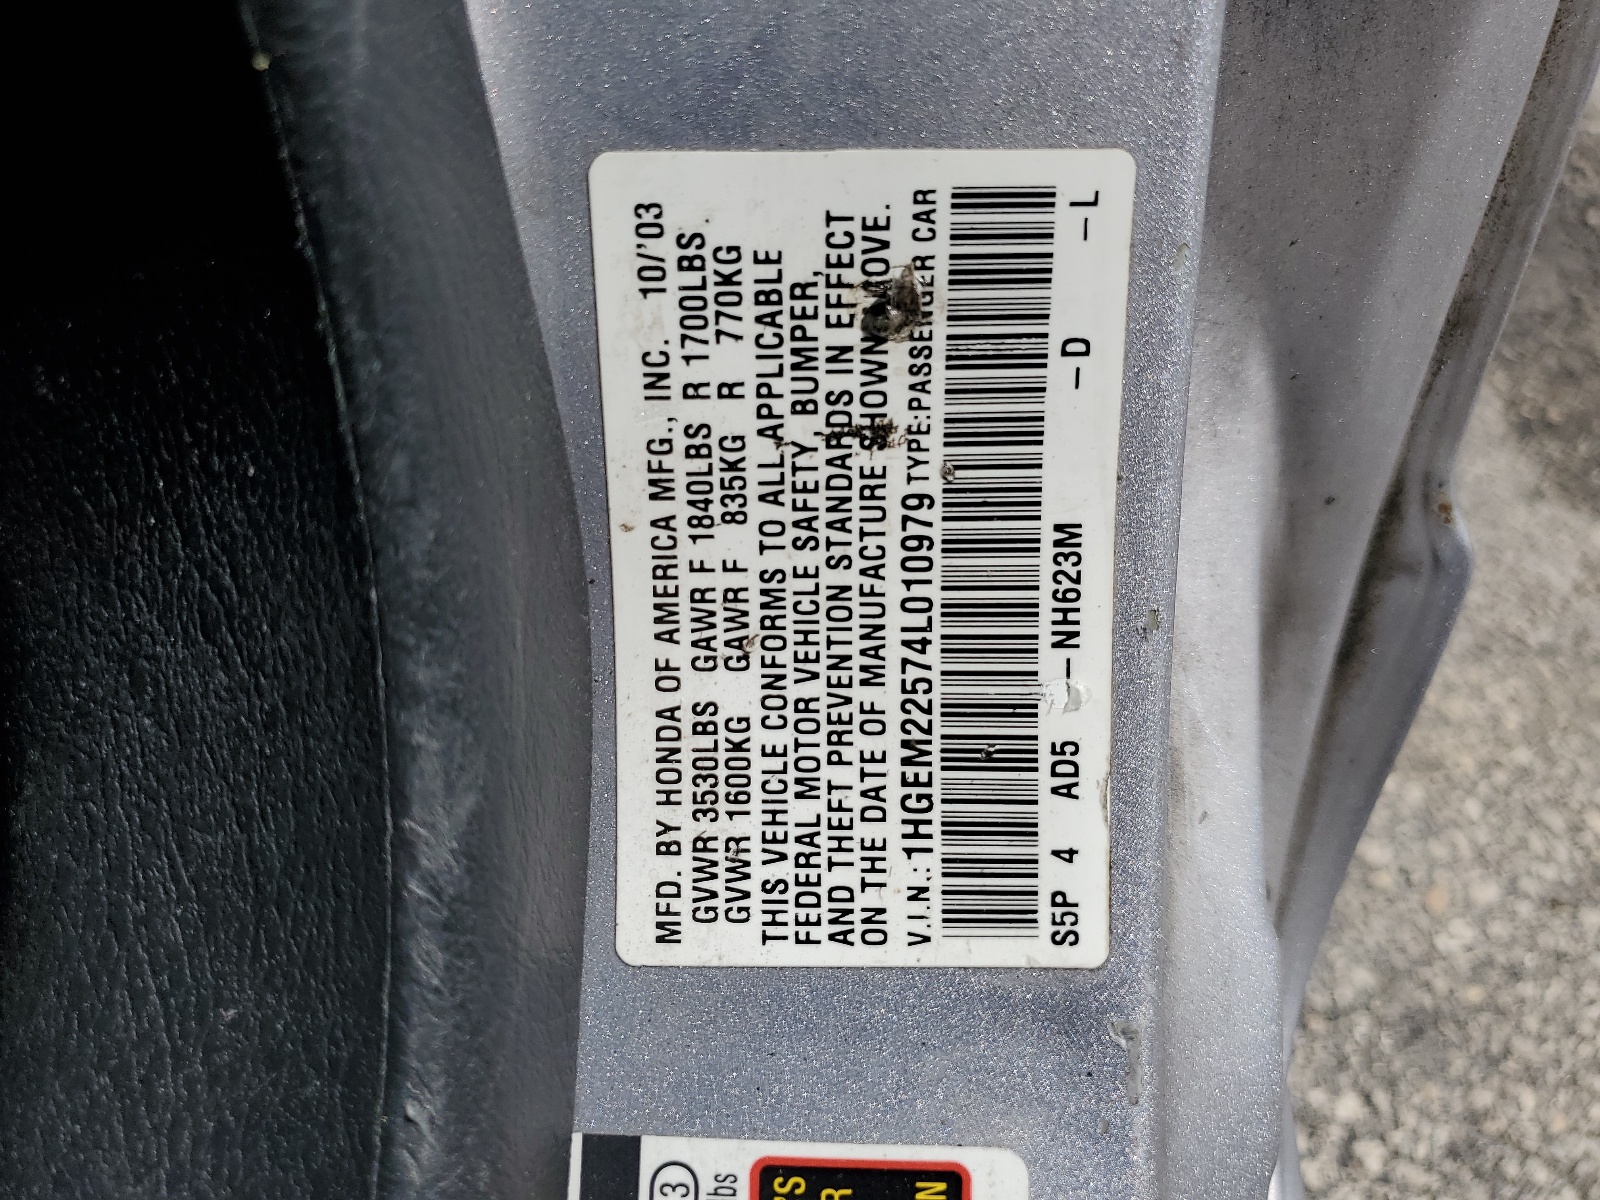 MFD. BY HONDA OF AMERICA MFG., INC. 10/'03
GVWR 3530LBS GAWR F 1840LBS R 1700LBS.
GVWR 1600KG GAWR F 835KG R 770KG
THIS VEHICLE CONFORMS TO ALL APPLICABLE
FEDERAL MOTOR VEHICLE SAFETY, BUMPER,
AND THEFT PREVENTION STANDARDS IN EFFECT
ON THE DATE OF MANUFACTURE SHOWN ABOVE.
V.I.N.: 1HGEM22574L010979 TYPE:PASSENGER CAR
S5P 4 AD5 –NH623M –D –L
3
lbs
'S
R
N